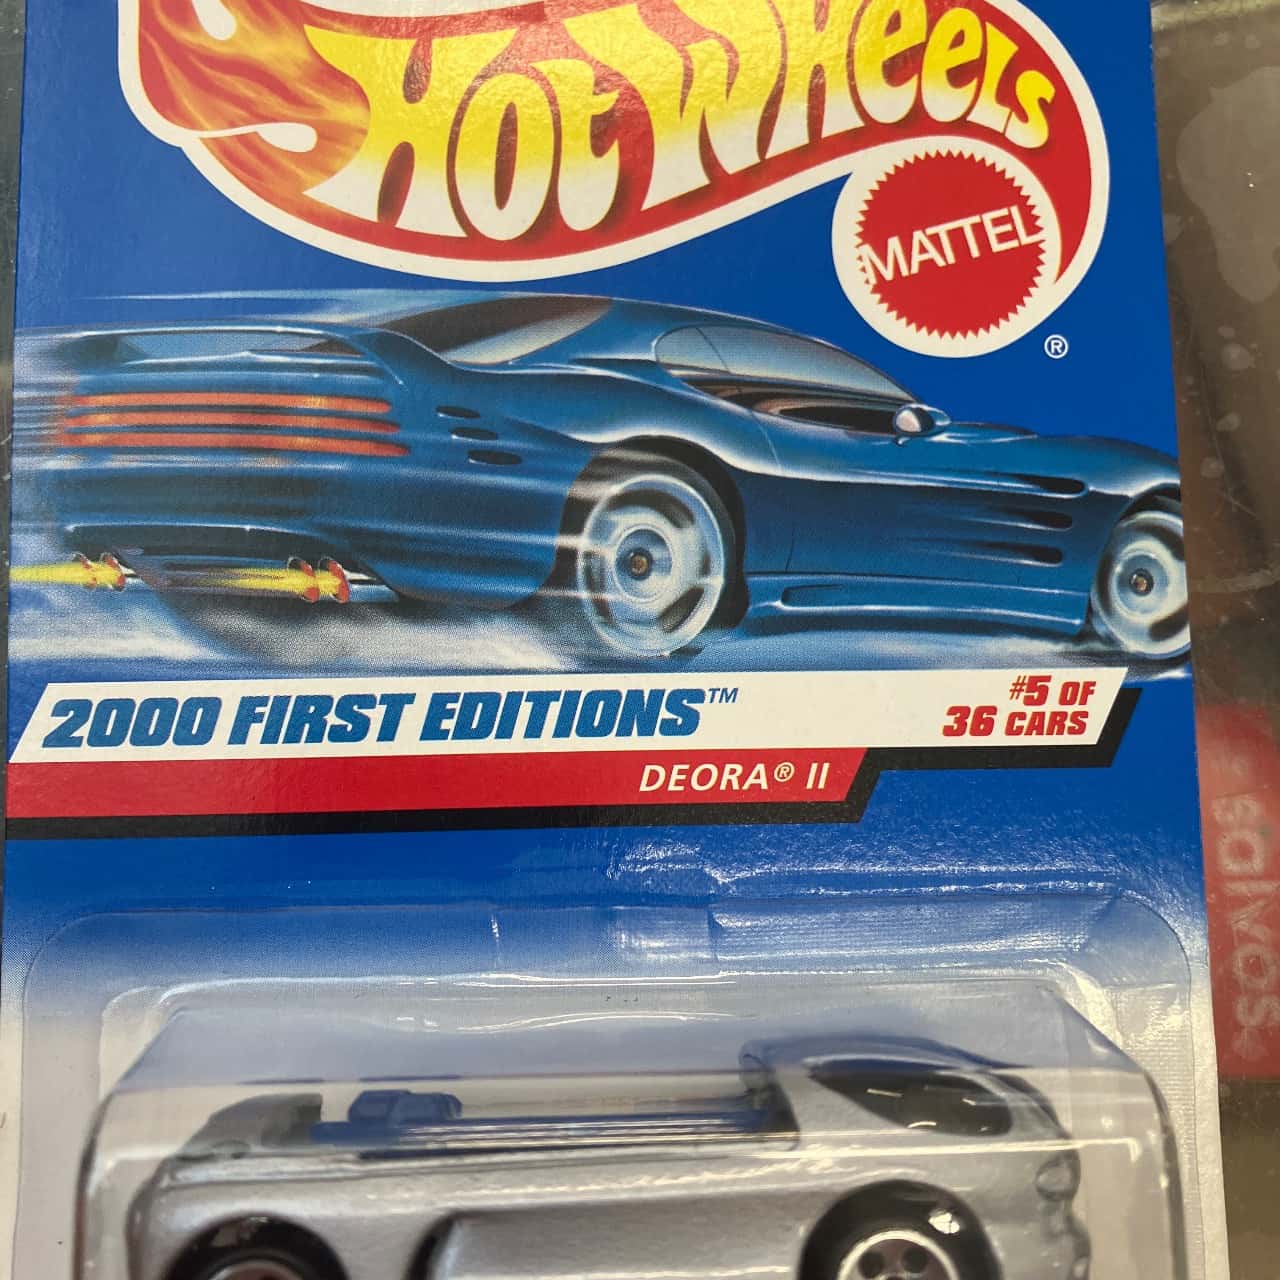 Hot Wheels
MATTEL
®
2000 FIRST EDITIONS™
#5 OF
36 CARS
DEORA® II